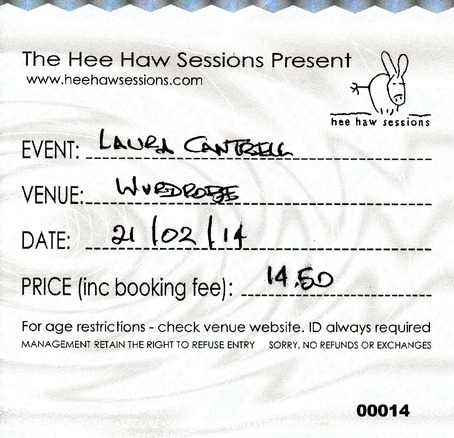 The Hee Haw Sessions Present
www.heehawsessions.com
hee haw sessions
EVENT: LAURA CANTRELL
VENUE: WURDROBE
DATE: 21/02/14
PRICE (inc booking fee): 14.50
For age restrictions - check venue website. ID always required
MANAGEMENT RETAIN THE RIGHT TO REFUSE ENTRY SORRY, NO REFUNDS OR EXCHANGES
00014